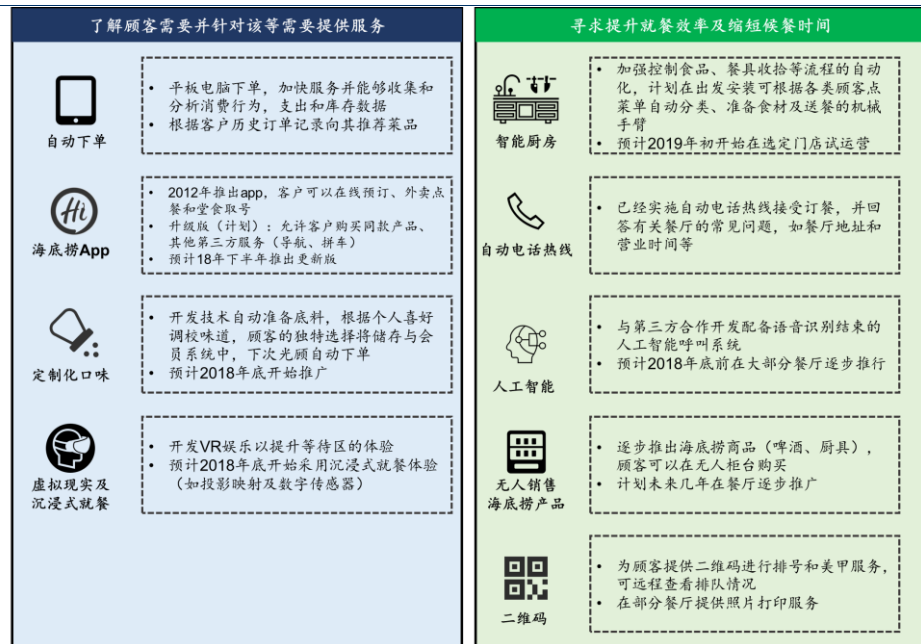 了解顾客需要并针对该等需要提供服务
自动下单
• 平板电脑下单，加快服务并能够收集和
分析消费行为，支出和库存数据
• 根据客户历史订单记录向其推荐菜品
Hi
海底捞App
• 2012年推出app，客户可以在线预订、外卖点
餐和堂食取号
• 升级版（计划）：允许客户购买同款产品、
其他第三方服务（导航、拼车）
• 预计18年下半年推出更新版
定制化口味
• 开发技术自动准备底料，根据个人喜好
调校味道，顾客的独特选择将储存与会
员系统中，下次光顾自动下单
• 预计2018年底开始推广
虚拟现实及
沉浸式就餐
• 开发VR娱乐以提升等待区的体验
• 预计2018年底开始采用沉浸式就餐体验
（如投影映射及数字传感器）
寻求提升就餐效率及缩短候餐时间
智能厨房
• 加强控制食品、餐具收拾等流程的自动
化，计划在出发安装可根据各类顾客点
菜单自动分类、准备食材及送餐的机械
手臂
• 预计2019年初开始在选定门店试运营
自动电话热线
• 已经实施自动电话热线接受订餐，并回
答有关餐厅的常见问题，如餐厅地址和
营业时间等
人工智能
• 与第三方合作开发配备语音识别结束的
人工智能呼叫系统
• 预计2018年底前在大部分餐厅逐步推行
无人销售
海底捞产品
• 逐步推出海底捞商品（啤酒、厨具），
顾客可以在无人柜台购买
• 计划未来几年在餐厅逐步推广
二维码
• 为顾客提供二维码进行排号和美甲服务，
可远程查看排队情况
• 在部分餐厅提供照片打印服务